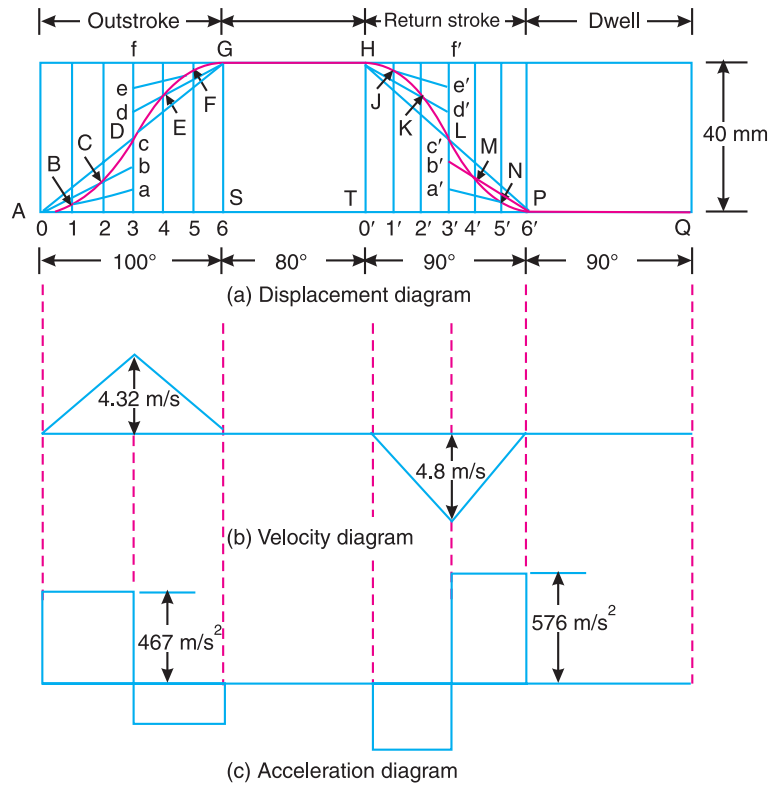 Outstroke Return stroke Dwell
f G H f′
e F J e′
d E K d′
D c L c′
C b M b′
B a N a′
40 mm
A S T P
0 1 2 3 4 5 6 0′ 1′ 2′ 3′ 4′ 5′ 6′ Q
100° 80° 90° 90°
(a) Displacement diagram
4.32 m/s
4.8 m/s
(b) Velocity diagram
467 m/s²
576 m/s²
(c) Acceleration diagram